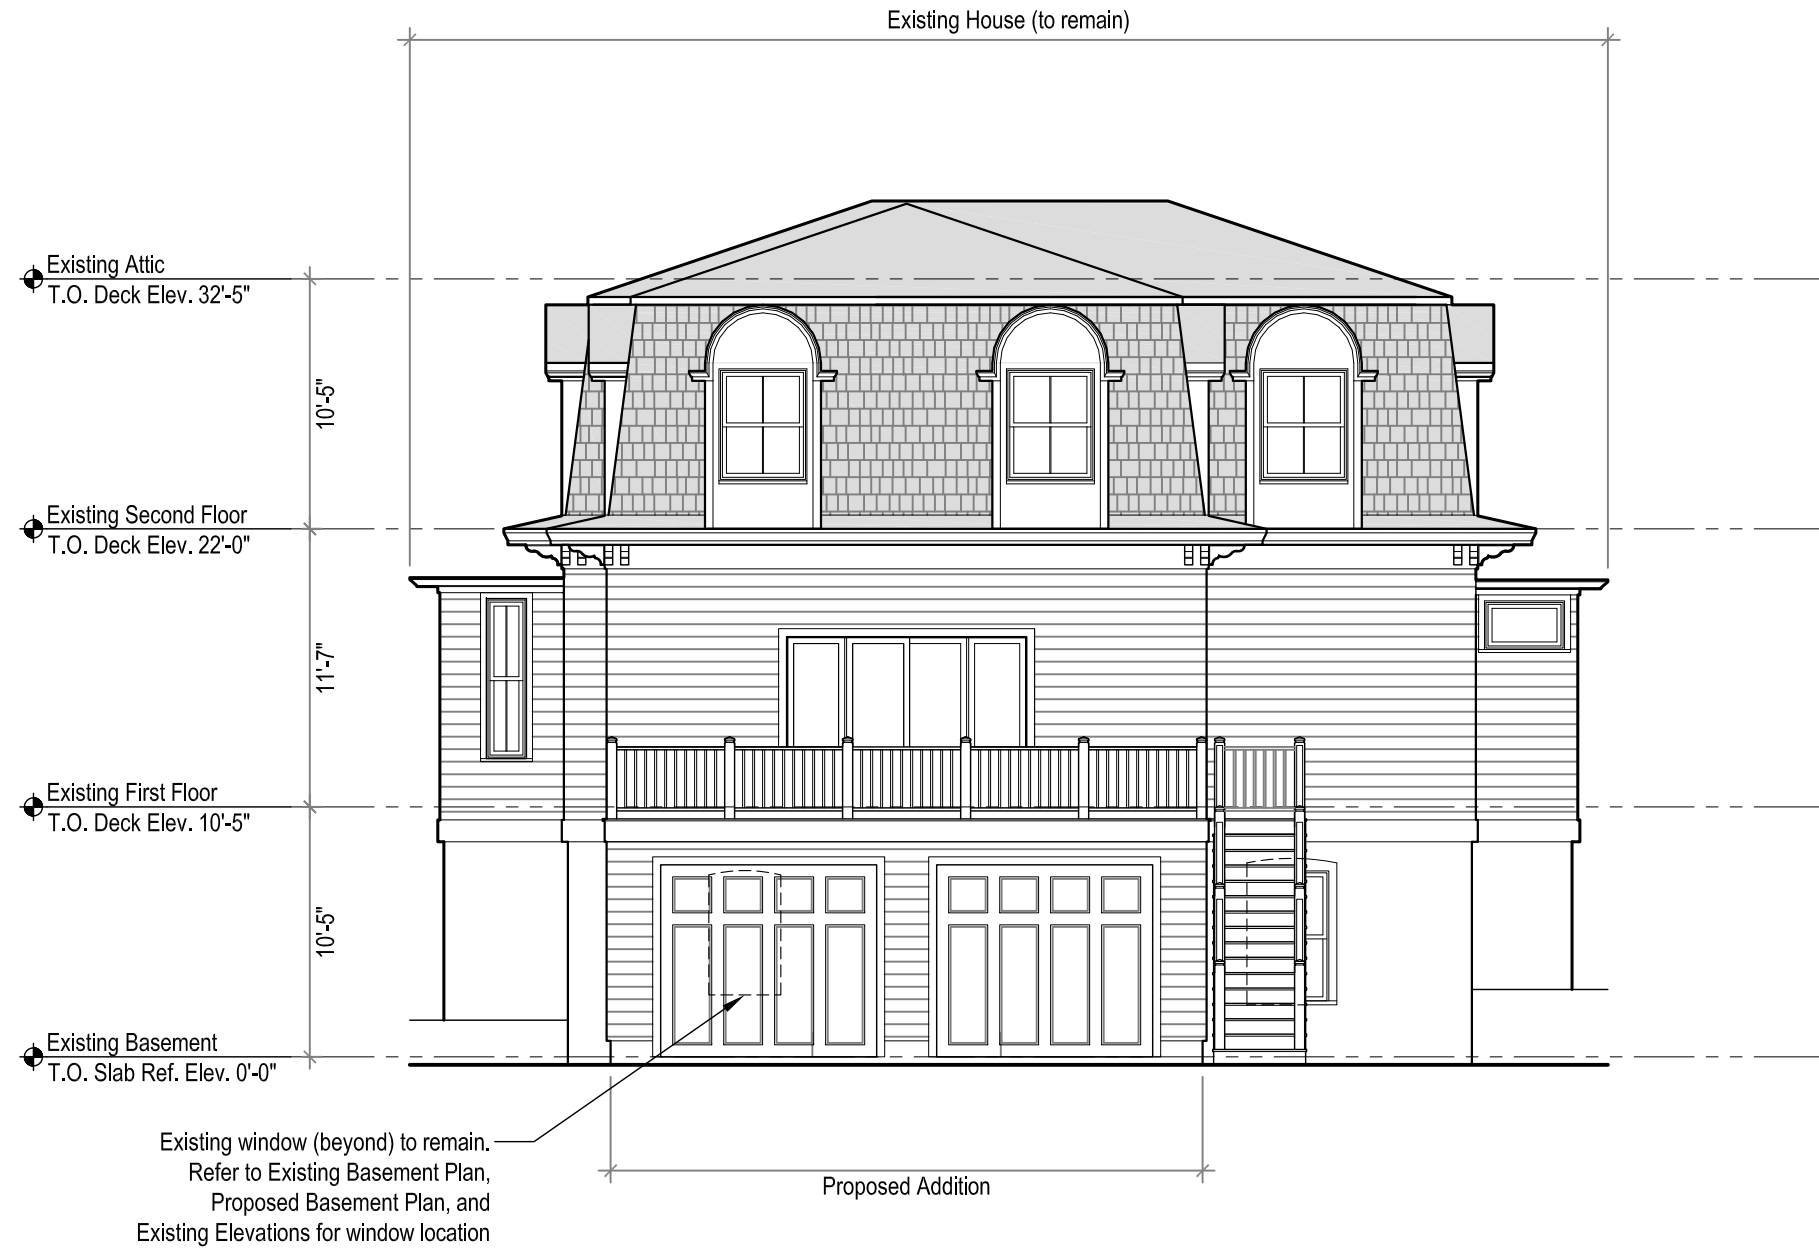 Existing House (to remain)
Existing Attic
T.O. Deck Elev. 32'-5"
10'-5"
Existing Second Floor
T.O. Deck Elev. 22'-0"
11'-7"
Existing First Floor
T.O. Deck Elev. 10'-5"
10'-5"
Existing Basement
T.O. Slab Ref. Elev. 0'-0"
Existing window (beyond) to remain.
Refer to Existing Basement Plan,
Proposed Basement Plan, and
Existing Elevations for window location
Proposed Addition